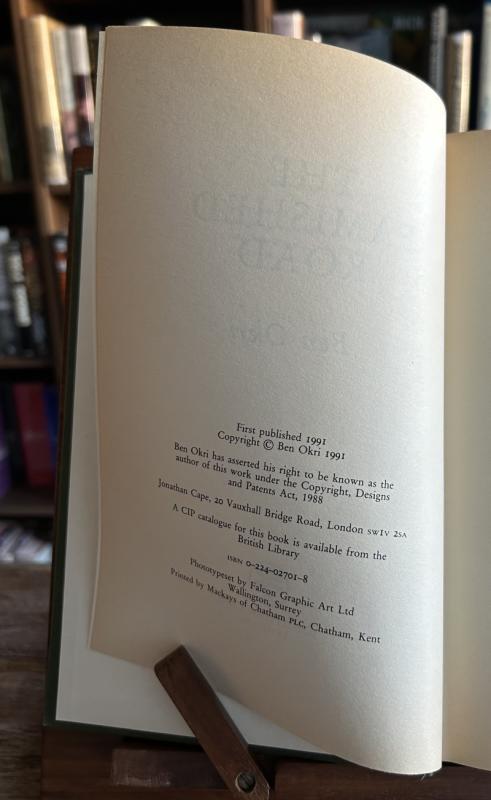 First published 1991
Copyright © Ben Okri 1991
Ben Okri has asserted his right to be known as the
author of this work under the Copyright, Designs
and Patents Act, 1988
Jonathan Cape, 20 Vauxhall Bridge Road, London SW1V 2SA
A CIP catalogue for this book is available from the
British Library
ISBN 0-224-02701-8
Phototypeset by Falcon Graphic Art Ltd
Wallington, Surrey
Printed by Mackays of Chatham PLC, Chatham, Kent